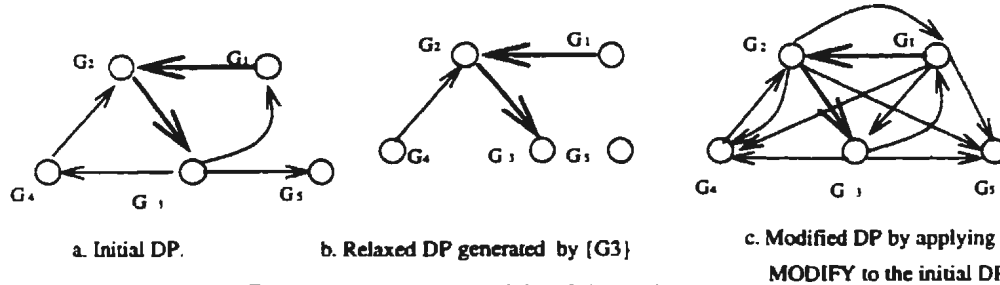 G2 G1
G4 G3 G5
a. Initial DP.
G2 G1
G4 G3 G5
b. Relaxed DP generated by {G3}
G2 G1
G4 G3 G5
c. Modified DP by applying
MODIFY to the initial DP